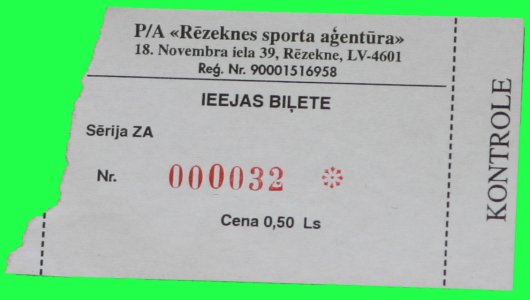 P/A «Rēzeknes sporta aģentūra»
18. Novembra iela 39, Rēzekne, LV-4601
Reģ. Nr. 90001516958
IEEJAS BIĻETE
Sērija ZA
Nr. 000032
Cena 0,50 Ls
KONTROLE